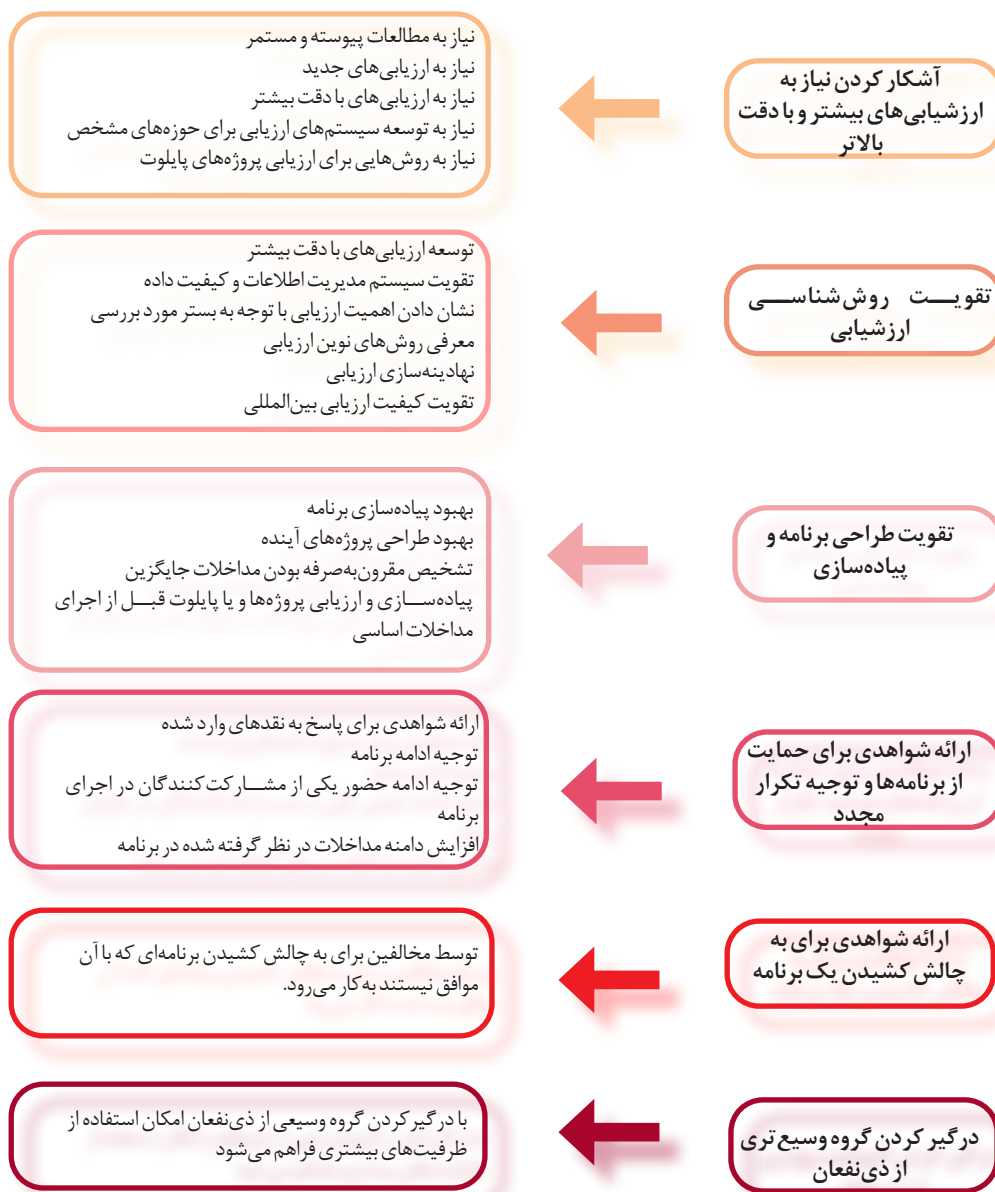 آشکار کردن نیاز به
ارزشیابی‌های بیشتر و با دقت
بالاتر
نیاز به مطالعات پیوسته و مستمر
نیاز به ارزیابی‌های جدید
نیاز به ارزیابی‌های با دقت بیشتر
نیاز به توسعه سیستم‌های ارزیابی برای حوزه‌های مشخص
نیاز به روش‌هایی برای ارزیابی پروژه‌های پایلوت
تقویت روش‌شناسی
ارزشیابی
توسعه ارزیابی‌های با دقت بیشتر
تقویت سیستم مدیریت اطلاعات و کیفیت داده
نشان دادن اهمیت ارزیابی با توجه به بستر مورد بررسی
معرفی روش‌های نوین ارزیابی
نهادینه‌سازی ارزیابی
تقویت کیفیت ارزیابی بین‌المللی
تقویت طراحی برنامه و
پیاده‌سازی
بهبود پیاده‌سازی برنامه
بهبود طراحی پروژه‌های آینده
تشخیص مقرون‌به‌صرفه بودن مداخلات جایگزین
پیاده‌سازی و ارزیابی پروژه‌ها و یا پایلوت قبل از اجرای
مداخلات اساسی
ارائه شواهدی برای حمایت
از برنامه‌ها و توجیه تکرار
مجدد
ارائه شواهدی برای پاسخ به نقدهای وارد شده
توجیه ادامه برنامه
توجیه ادامه حضور یکی از مشارکت‌کنندگان در اجرای
برنامه
افزایش دامنه مداخلات در نظر گرفته شده در برنامه
ارائه شواهدی برای به
چالش کشیدن یک برنامه
توسط مخالفین برای به چالش کشیدن برنامه‌ای که با آن
موافق نیستند به‌کار می‌رود.
درگیر کردن گروه وسیع‌تری
از ذی‌نفعان
با درگیر کردن گروه وسیعی از ذی‌نفعان امکان استفاده از
ظرفیت‌های بیشتری فراهم می‌شود